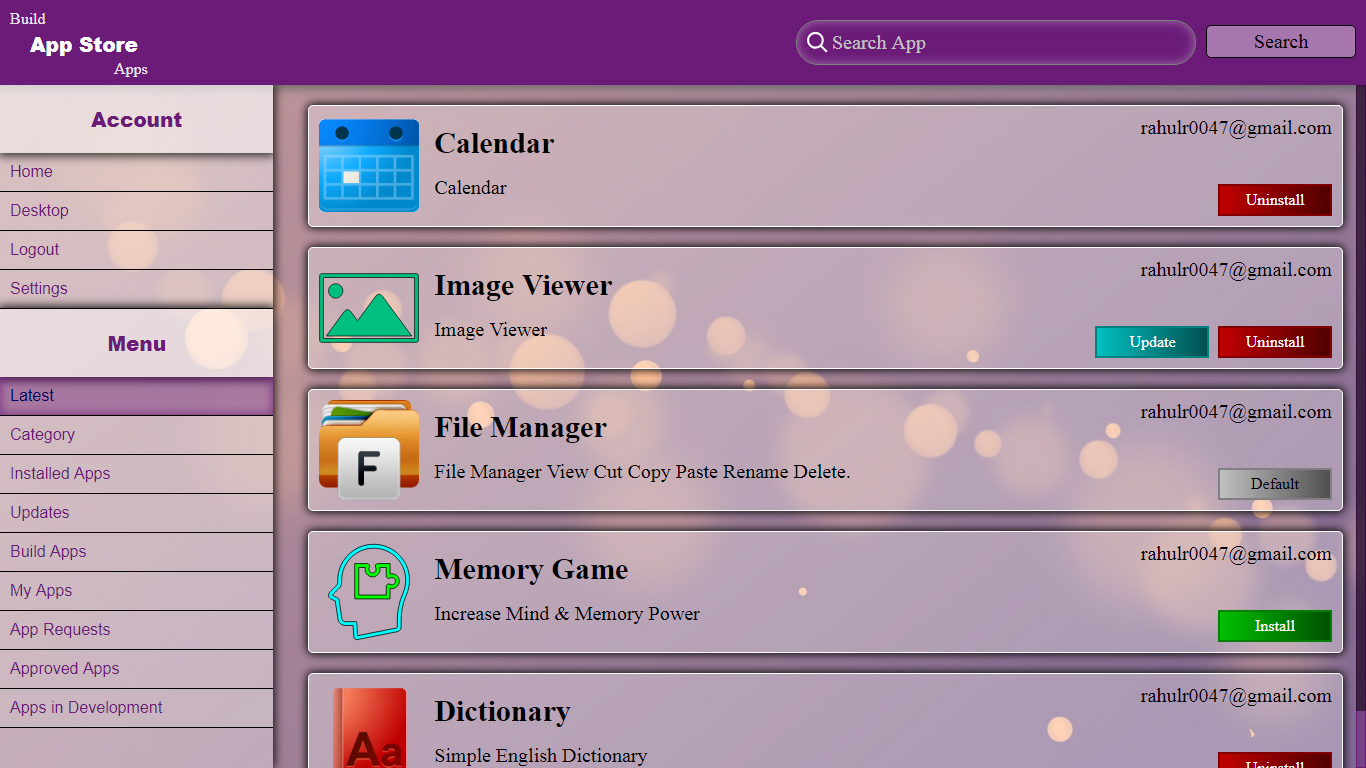 Build
App Store
Apps
Search App
Search
Account
Home
Desktop
Logout
Settings
Menu
Latest
Category
Installed Apps
Updates
Build Apps
My Apps
App Requests
Approved Apps
Apps in Development
Calendar
rahulr0047@gmail.com
Calendar
Uninstall
Image Viewer
rahulr0047@gmail.com
Image Viewer
Update
Uninstall
F
File Manager
rahulr0047@gmail.com
File Manager View Cut Copy Paste Rename Delete.
Default
Memory Game
rahulr0047@gmail.com
Increase Mind & Memory Power
Install
Aa
Dictionary
rahulr0047@gmail.com
Simple English Dictionary
Uninstall